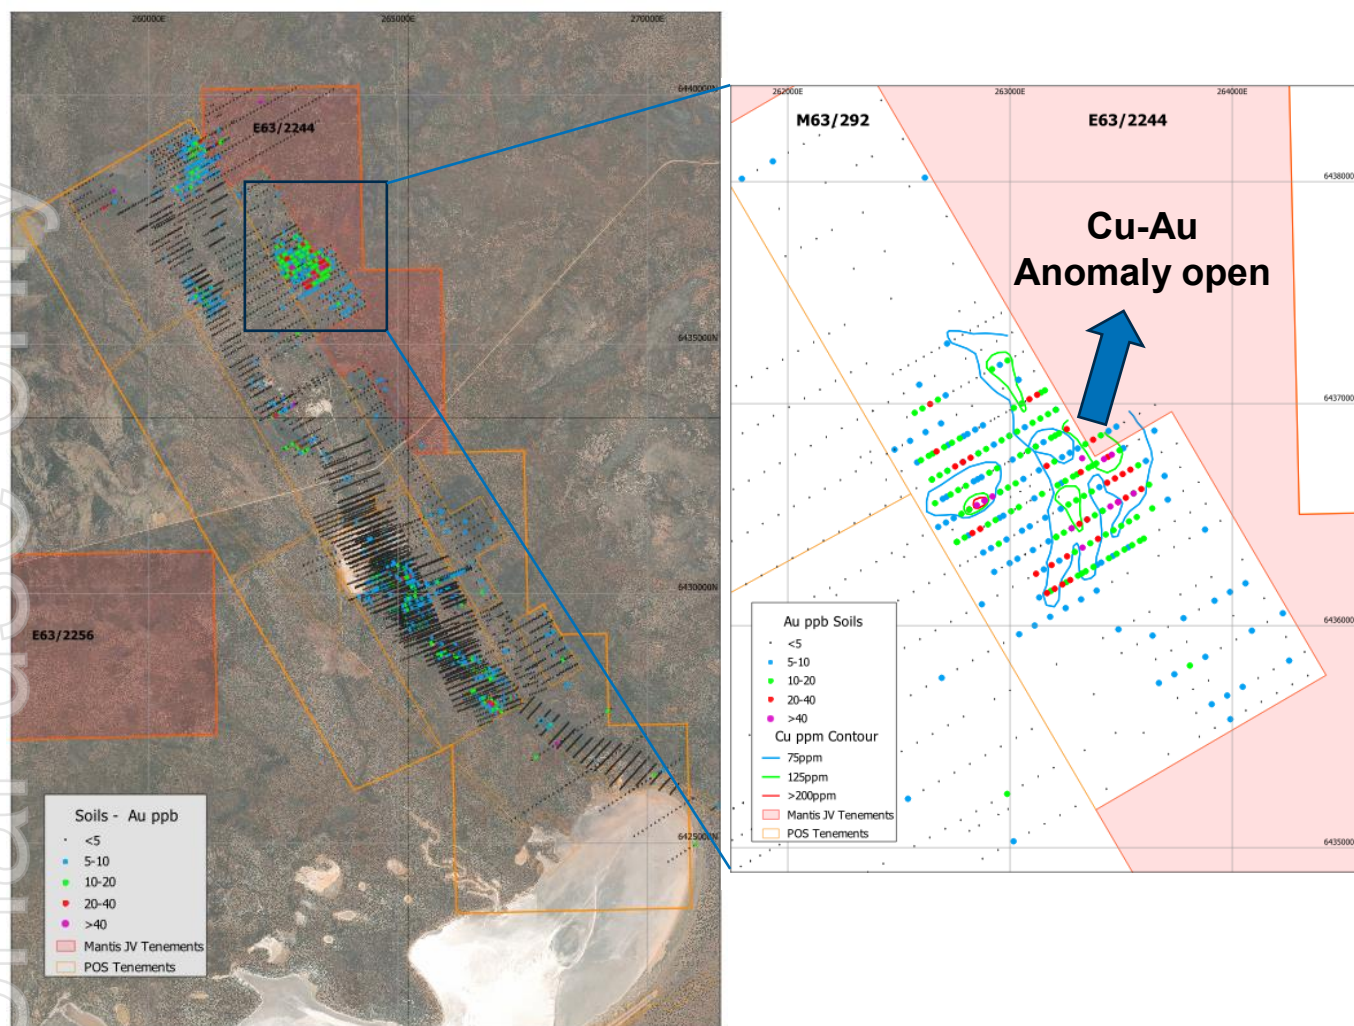 260000E
265000E
270000E
6440000N
E63/2244
6435000N
6430000N
E63/2256
6425000N
Soils - Au ppb
<5
5-10
10-20
20-40
>40
Mantis JV Tenements
POS Tenements
262000E
263000E
264000E
M63/292
E63/2244
6438000
Cu-Au
Anomaly open
6437000
6436000
6435000
Au ppb Soils
<5
5-10
10-20
20-40
>40
Cu ppm Contour
75ppm
125ppm
>200ppm
Mantis JV Tenements
POS Tenements